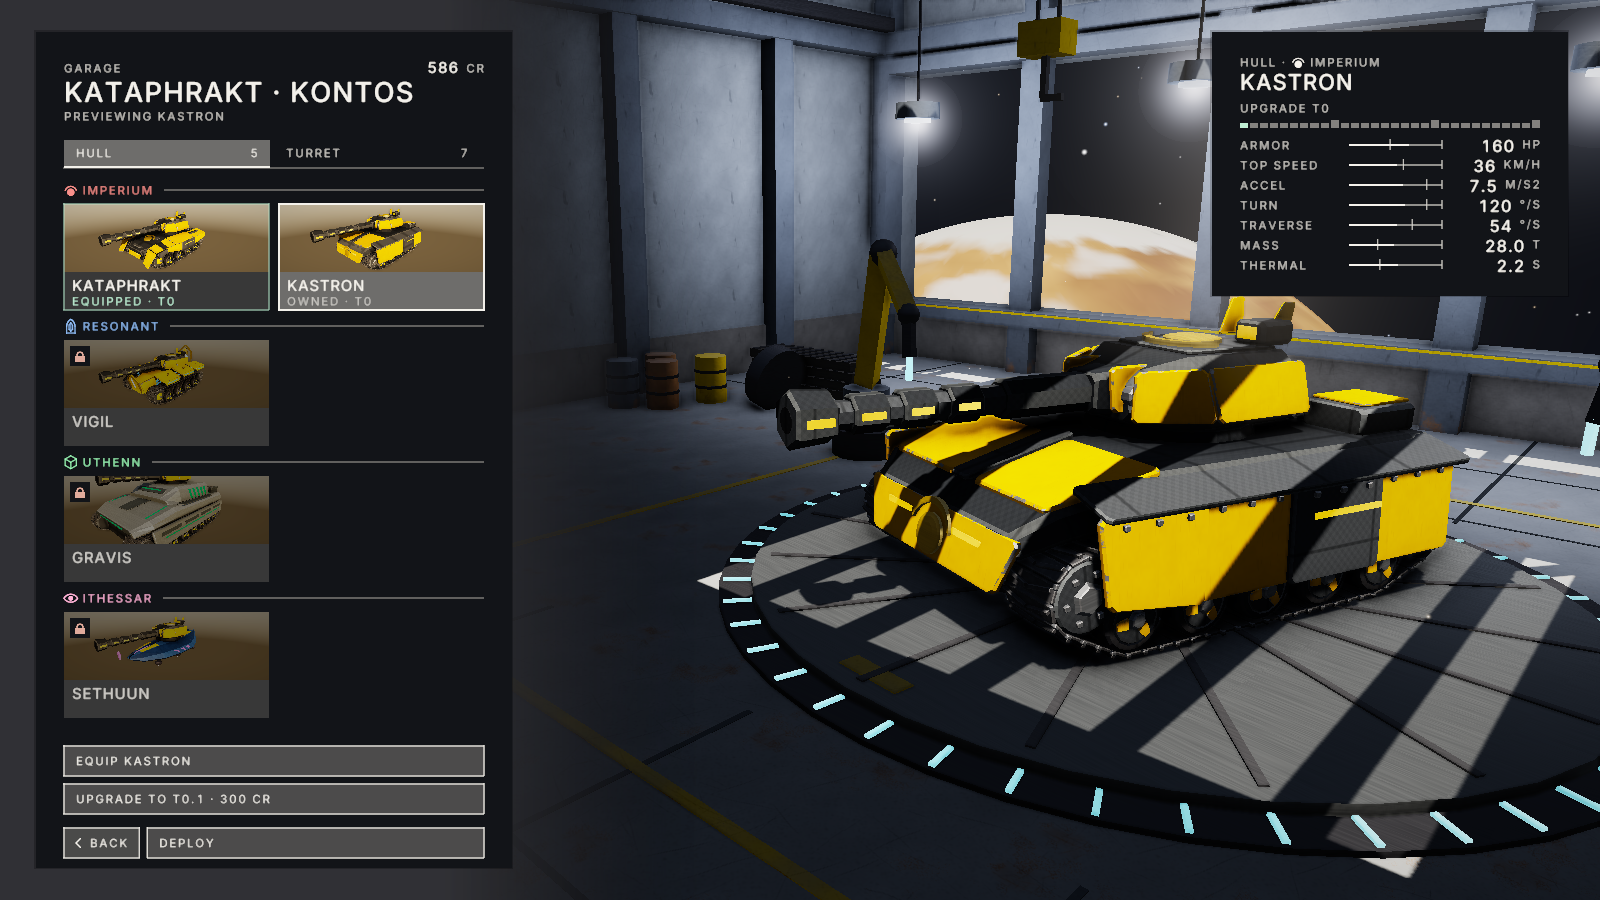 GARAGE
586 CR
KATAPHRAKT · KONTOS
PREVIEWING KASTRON
HULL 5
TURRET 7
IMPERIUM
KATAPHRAKT
EQUIPPED · T0
KASTRON
OWNED · T0
RESONANT
VIGIL
UTHENN
GRAVIS
ITHESSAR
SETHUUN
EQUIP KASTRON
UPGRADE TO T0.1 · 300 CR
BACK
DEPLOY
HULL · IMPERIUM
KASTRON
UPGRADE T0
ARMOR 160 HP
TOP SPEED 36 KM/H
ACCEL 7.5 M/S2
TURN 120 °/S
TRAVERSE 54 °/S
MASS 28.0 T
THERMAL 2.2 S